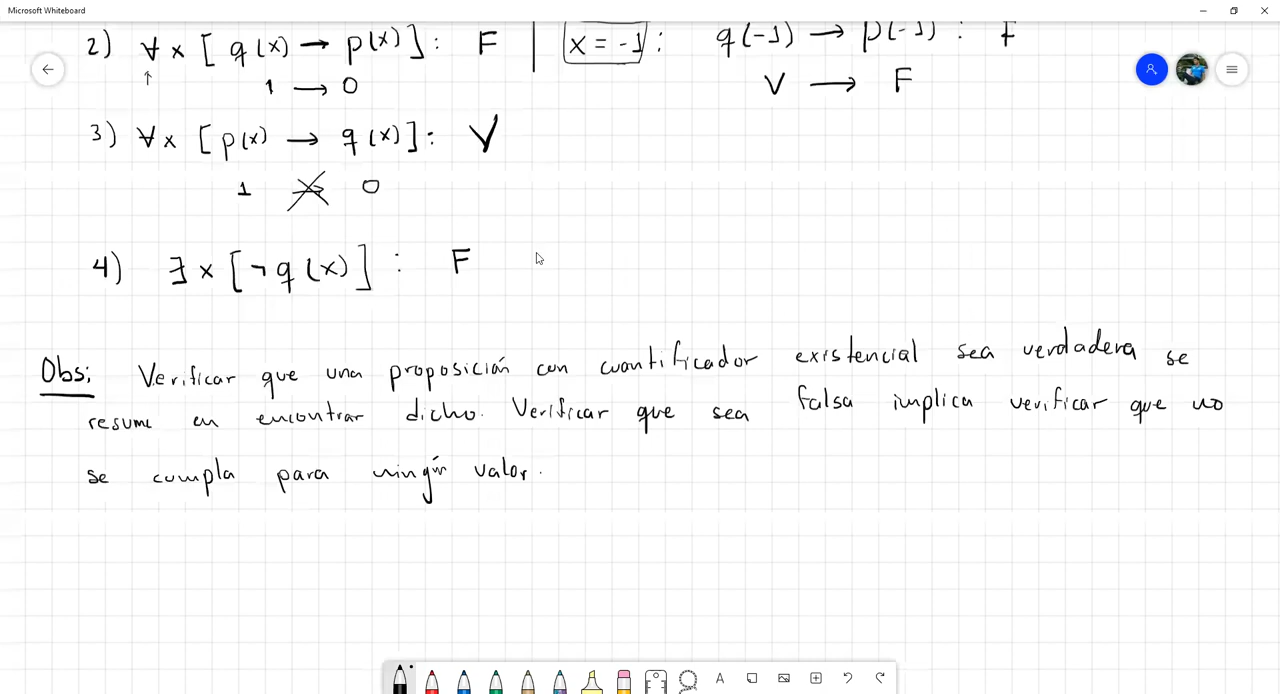 Microsoft Whiteboard
2) ∀ x [ q(x) → p(x) ] : F | x = -1 : q(-1) → p(-1) : F
↑ 1 → 0 V → F
3) ∀ x [ p(x) → q(x) ] : V
1 → 0
4) ∃ x [ ¬ q(x) ] : F
Obs: Verificar que una proposición con cuantificador existencial sea verdadera se
resume en encontrar dicho. Verificar que sea falsa implica verificar que no
se cumpla para ningún valor.
A